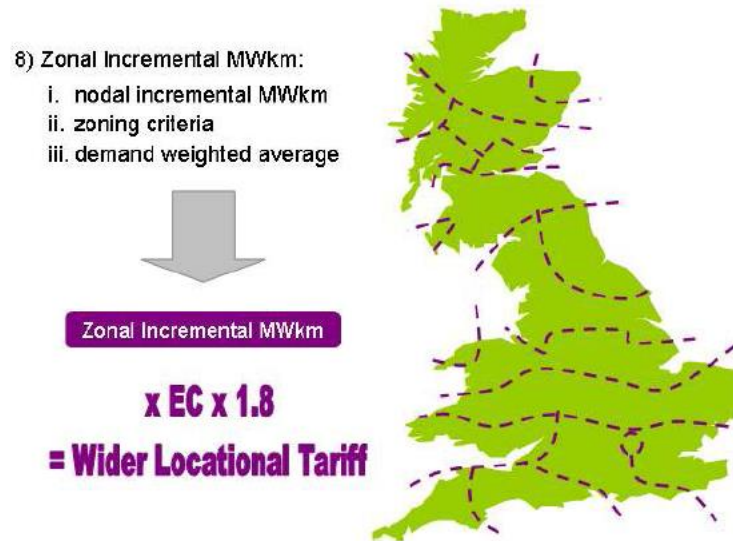 8) Zonal Incremental MWkm:
i. nodal incremental MWkm
ii. zoning criteria
iii. demand weighted average
Zonal Incremental MWkm
x EC x 1.8
= Wider Locational Tariff